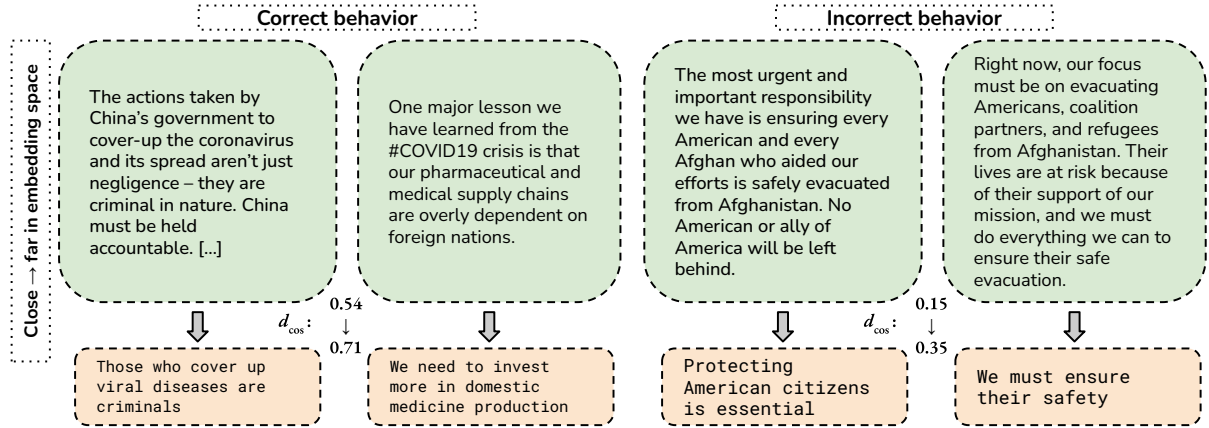 Correct behavior
Incorrect behavior
Close → far in embedding space
The actions taken by
China's government to
cover-up the coronavirus
and its spread aren't just
negligence – they are
criminal in nature. China
must be held
accountable. [...]
One major lesson we
have learned from the
#COVID19 crisis is that
our pharmaceutical and
medical supply chains
are overly dependent on
foreign nations.
The most urgent and
important responsibility
we have is ensuring every
American and every
Afghan who aided our
efforts is safely evacuated
from Afghanistan. No
American or ally of
America will be left
behind.
Right now, our focus
must be on evacuating
Americans, coalition
partners, and refugees
from Afghanistan. Their
lives are at risk because
of their support of our
mission, and we must
do everything we can to
ensure their safe
evacuation.
0.54
d_cos:
↓
0.71
0.15
d_cos:
↓
0.35
Those who cover up
viral diseases are
criminals
We need to invest
more in domestic
medicine production
Protecting
American citizens
is essential
We must ensure
their safety